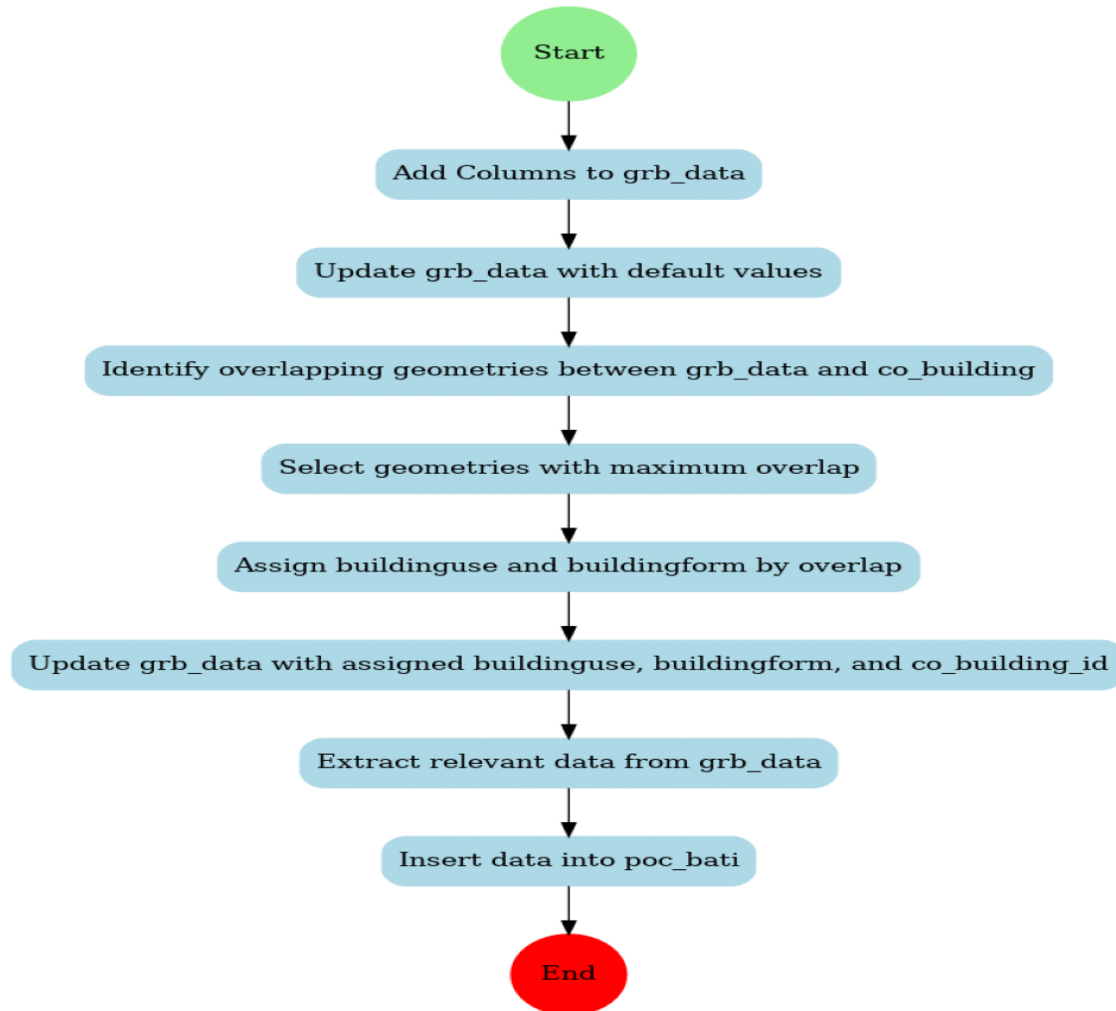 Start
Add Columns to grb_data
Update grb_data with default values
Identify overlapping geometries between grb_data and co_building
Select geometries with maximum overlap
Assign buildinguse and buildingform by overlap
Update grb_data with assigned buildinguse, buildingform, and co_building_id
Extract relevant data from grb_data
Insert data into poc_bati
End